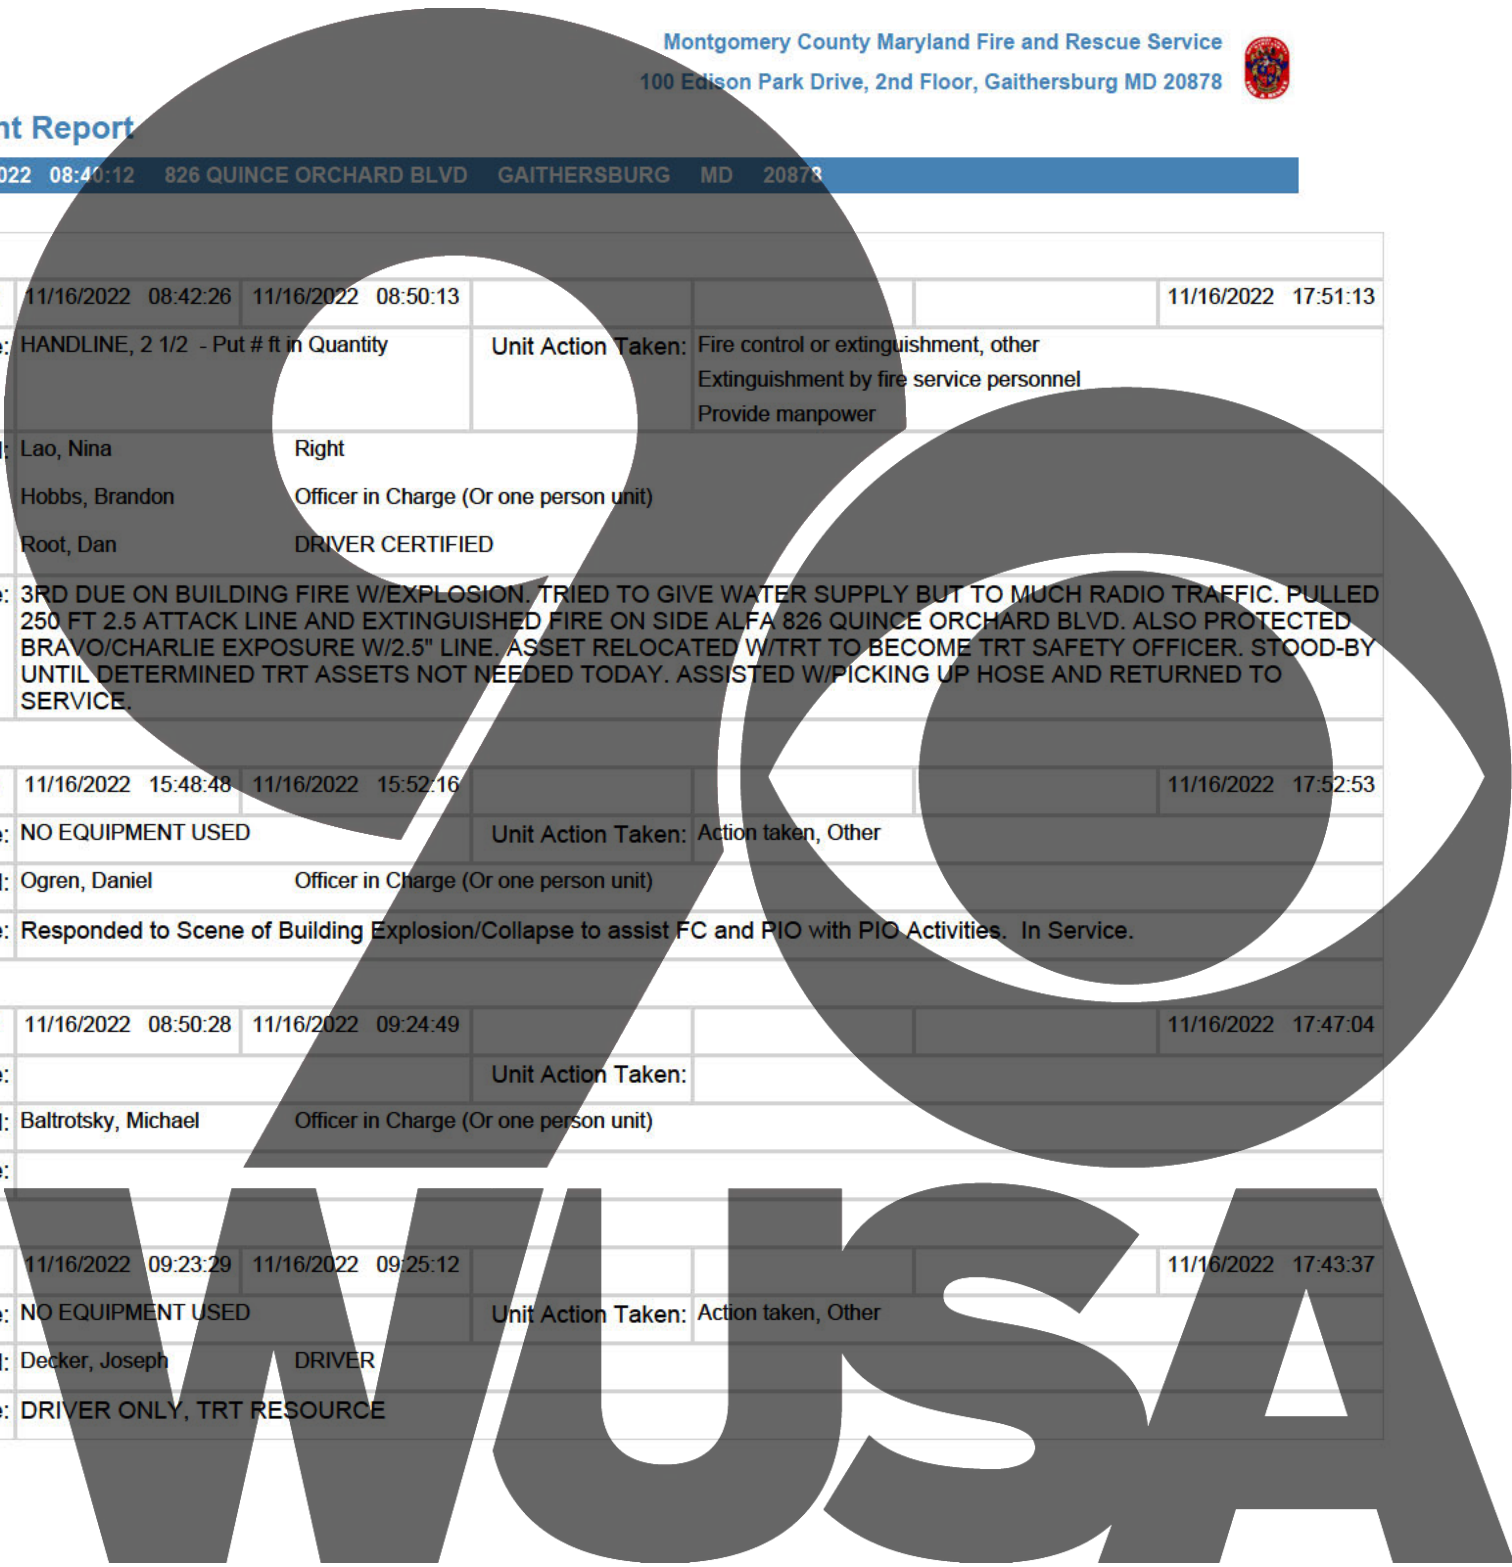 Montgomery County Maryland Fire and Rescue Service
100 Edison Park Drive, 2nd Floor, Gaithersburg MD 20878
nt Report
022 08:40:12 826 QUINCE ORCHARD BLVD GAITHERSBURG MD 20878
11/16/2022 08:42:26 11/16/2022 08:50:13 11/16/2022 17:51:13
e: HANDLINE, 2 1/2 - Put # ft in Quantity Unit Action Taken: Fire control or extinguishment, other
Extinguishment by fire service personnel
Provide manpower
l: Lao, Nina Right
Hobbs, Brandon Officer in Charge (Or one person unit)
Root, Dan DRIVER CERTIFIED
e: 3RD DUE ON BUILDING FIRE W/EXPLOSION. TRIED TO GIVE WATER SUPPLY BUT TO MUCH RADIO TRAFFIC. PULLED
250 FT 2.5 ATTACK LINE AND EXTINGUISHED FIRE ON SIDE ALFA 826 QUINCE ORCHARD BLVD. ALSO PROTECTED
BRAVO/CHARLIE EXPOSURE W/2.5" LINE. ASSET RELOCATED W/TRT TO BECOME TRT SAFETY OFFICER. STOOD-BY
UNTIL DETERMINED TRT ASSETS NOT NEEDED TODAY. ASSISTED W/PICKING UP HOSE AND RETURNED TO
SERVICE.
11/16/2022 15:48:48 11/16/2022 15:52:16 11/16/2022 17:52:53
e: NO EQUIPMENT USED Unit Action Taken: Action taken, Other
l: Ogren, Daniel Officer in Charge (Or one person unit)
e: Responded to Scene of Building Explosion/Collapse to assist FC and PIO with PIO Activities. In Service.
11/16/2022 08:50:28 11/16/2022 09:24:49 11/16/2022 17:47:04
e: Unit Action Taken:
l: Baltrotsky, Michael Officer in Charge (Or one person unit)
e:
11/16/2022 09:23:29 11/16/2022 09:25:12 11/16/2022 17:43:37
e: NO EQUIPMENT USED Unit Action Taken: Action taken, Other
l: Decker, Joseph DRIVER
e: DRIVER ONLY, TRT RESOURCE
9
WUSA